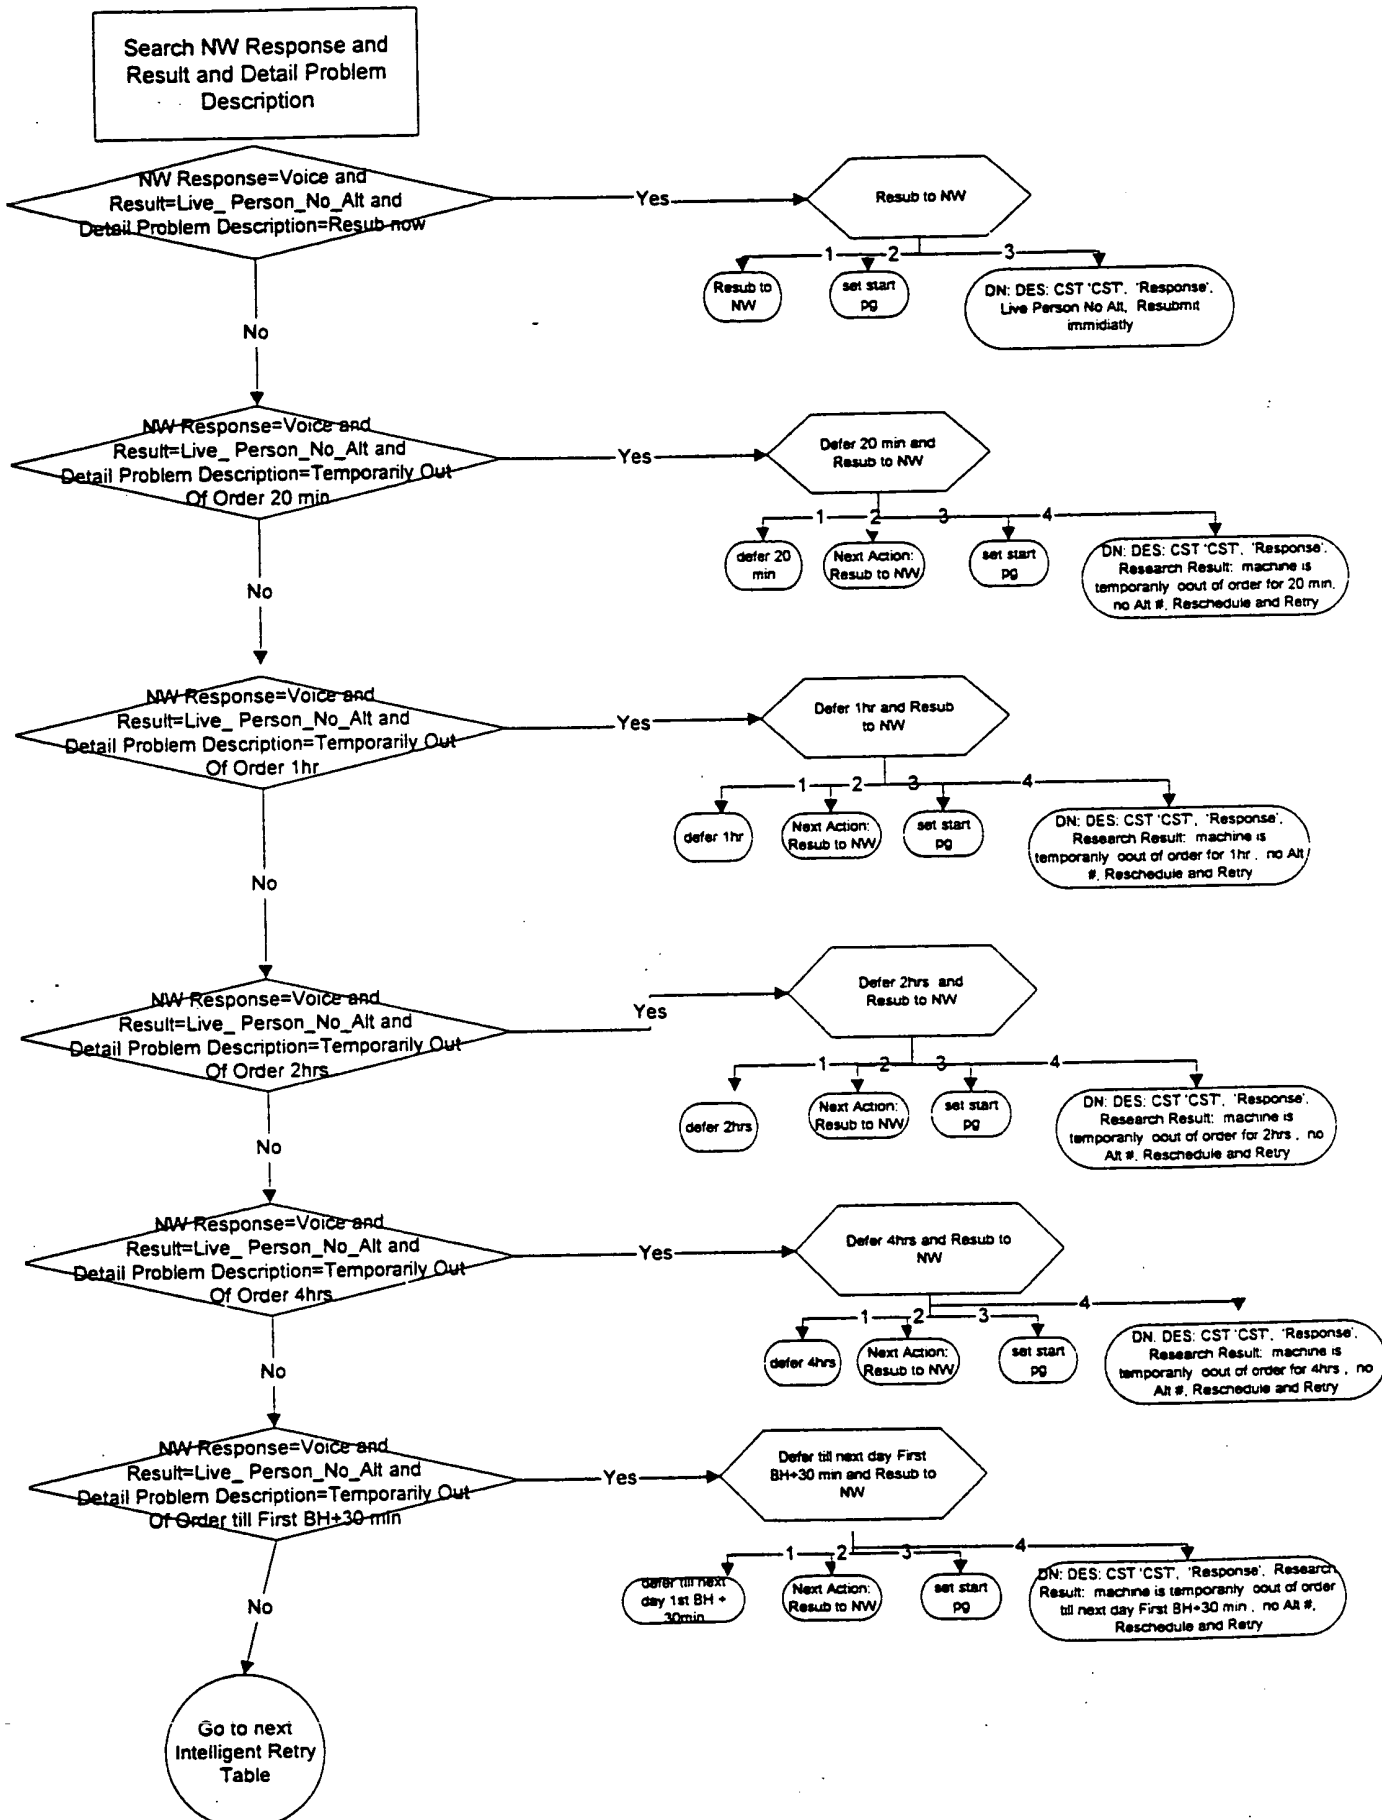 Search NW Response and
Result and Detail Problem
Description
NW Response=Voice and
Result=Live_ Person_No_Alt and
Detail Problem Description=Resub now
Yes
Resub to NW
1
2
3
Resub to
NW
set start
pg
DN: DES: CST 'CST', 'Response',
Live Person No Alt, Resubmit
immidiatly
No
NW Response=Voice and
Result=Live_ Person_No_Alt and
Detail Problem Description=Temporarily Out
Of Order 20 min
Yes
Defer 20 min and
Resub to NW
1
2
3
4
defer 20
min
Next Action:
Resub to NW
set start
pg
DN: DES: CST 'CST', 'Response',
Research Result: machine is
temporarily oout of order for 20 min,
no Alt #, Reschedule and Retry
No
NW Response=Voice and
Result=Live_ Person_No_Alt and
Detail Problem Description=Temporarily Out
Of Order 1hr
Yes
Defer 1hr and Resub
to NW
1
2
3
4
defer 1hr
Next Action:
Resub to NW
set start
pg
DN: DES: CST 'CST', 'Response',
Research Result: machine is
temporarily oout of order for 1hr , no Alt
#, Reschedule and Retry
No
NW Response=Voice and
Result=Live_ Person_No_Alt and
Detail Problem Description=Temporarily Out
Of Order 2hrs
Yes
Defer 2hrs and
Resub to NW
1
2
3
4
defer 2hrs
Next Action:
Resub to NW
set start
pg
DN: DES: CST 'CST', 'Response',
Research Result: machine is
temporarily oout of order for 2hrs , no
Alt #, Reschedule and Retry
No
NW Response=Voice and
Result=Live_ Person_No_Alt and
Detail Problem Description=Temporarily Out
Of Order 4hrs
Yes
Defer 4hrs and Resub to
NW
1
2
3
4
defer 4hrs
Next Action:
Resub to NW
set start
pg
DN: DES: CST 'CST', 'Response',
Research Result: machine is
temporarily oout of order for 4hrs , no
Alt #, Reschedule and Retry
No
NW Response=Voice and
Result=Live_ Person_No_Alt and
Detail Problem Description=Temporarily Out
Of Order till First BH+30 min
Yes
Defer till next day First
BH+30 min and Resub to
NW
1
2
3
4
defer till next
day 1st BH +
30min
Next Action:
Resub to NW
set start
pg
DN: DES: CST 'CST', 'Response', Research
Result: machine is temporarily oout of order
till next day First BH+30 min , no Alt #,
Reschedule and Retry
No
Go to next
Intelligent Retry
Table